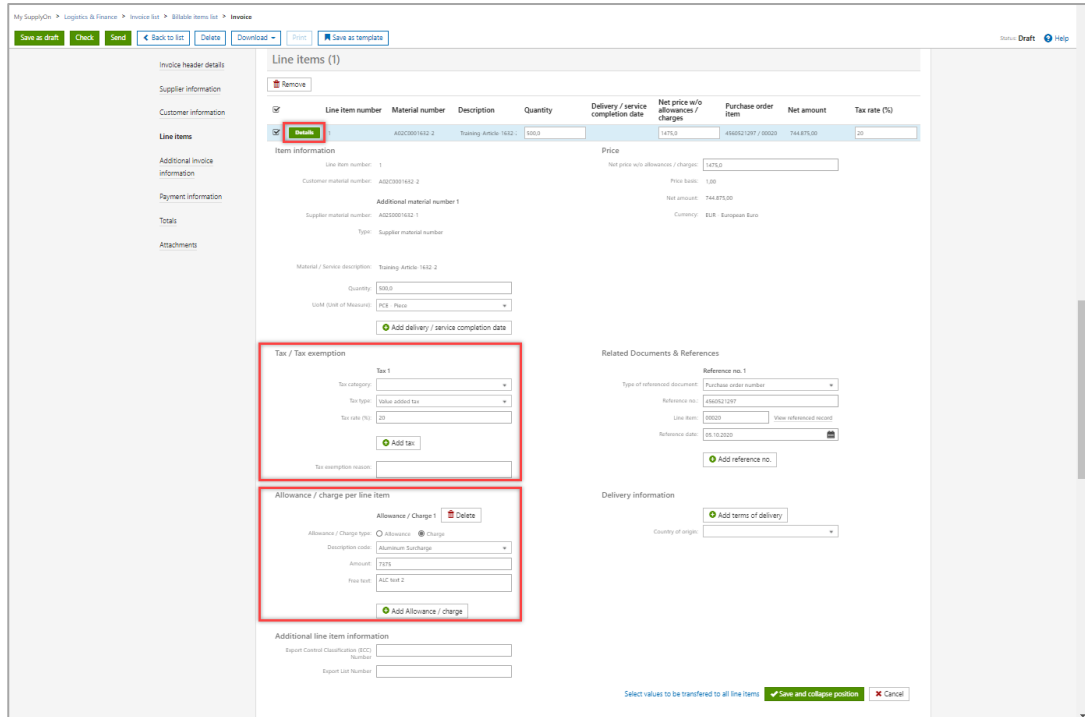 My SupplyOn > Logistics & Finance > Invoice list > Billable items list > Invoice
Save as draft Check Send Back to list Delete Download Print Save as template Status: Draft Help
Invoice header details
Supplier information
Customer information
Line items
Additional invoice information
Payment information
Totals
Attachments
Line items (1)
Remove
Line item number Material number Description Quantity Delivery / service completion date Net price w/o allowances / charges Purchase order item Net amount Tax rate (%)
Details 1 A02C0001632-2 Training Article 1632- 500,0 1475,0 4560521297 / 00020 744.875,00 20
Item information Price
Line item number: 1 Net price w/o allowances / charges: 1475,0
Customer material number: A02C0001632-2 Price basis: 1,00
Additional material number 1 Net amount: 744.875,00
Supplier material number: A02S0001632-1 Currency: EUR - European Euro
Type: Supplier material number
Material / Service description: Training Article 1632-2
Quantity: 500,0
UoM (Unit of Measure): PCE - Piece
Add delivery / service completion date
Tax / Tax exemption Related Documents & References
Tax 1 Reference no. 1
Tax category: Type of referenced document: Purchase order number
Tax type: Value added tax Reference no.: 4560521297
Tax rate (%): 20 Line item: 00020 View referenced record
Reference date: 05.10.2020
Add tax Add reference no.
Tax exemption reason:
Allowance / charge per line item Delivery information
Allowance / Charge 1 Delete Add terms of delivery
Allowance / Charge type: Allowance Charge Country of origin:
Description code: Aluminum Surcharge
Amount: 7375
Free text: ALC text 2
Add Allowance / charge
Additional line item information
Export Control Classification (ECC) Number
Export List Number
Select values to be transfered to all line items Save and collapse position Cancel